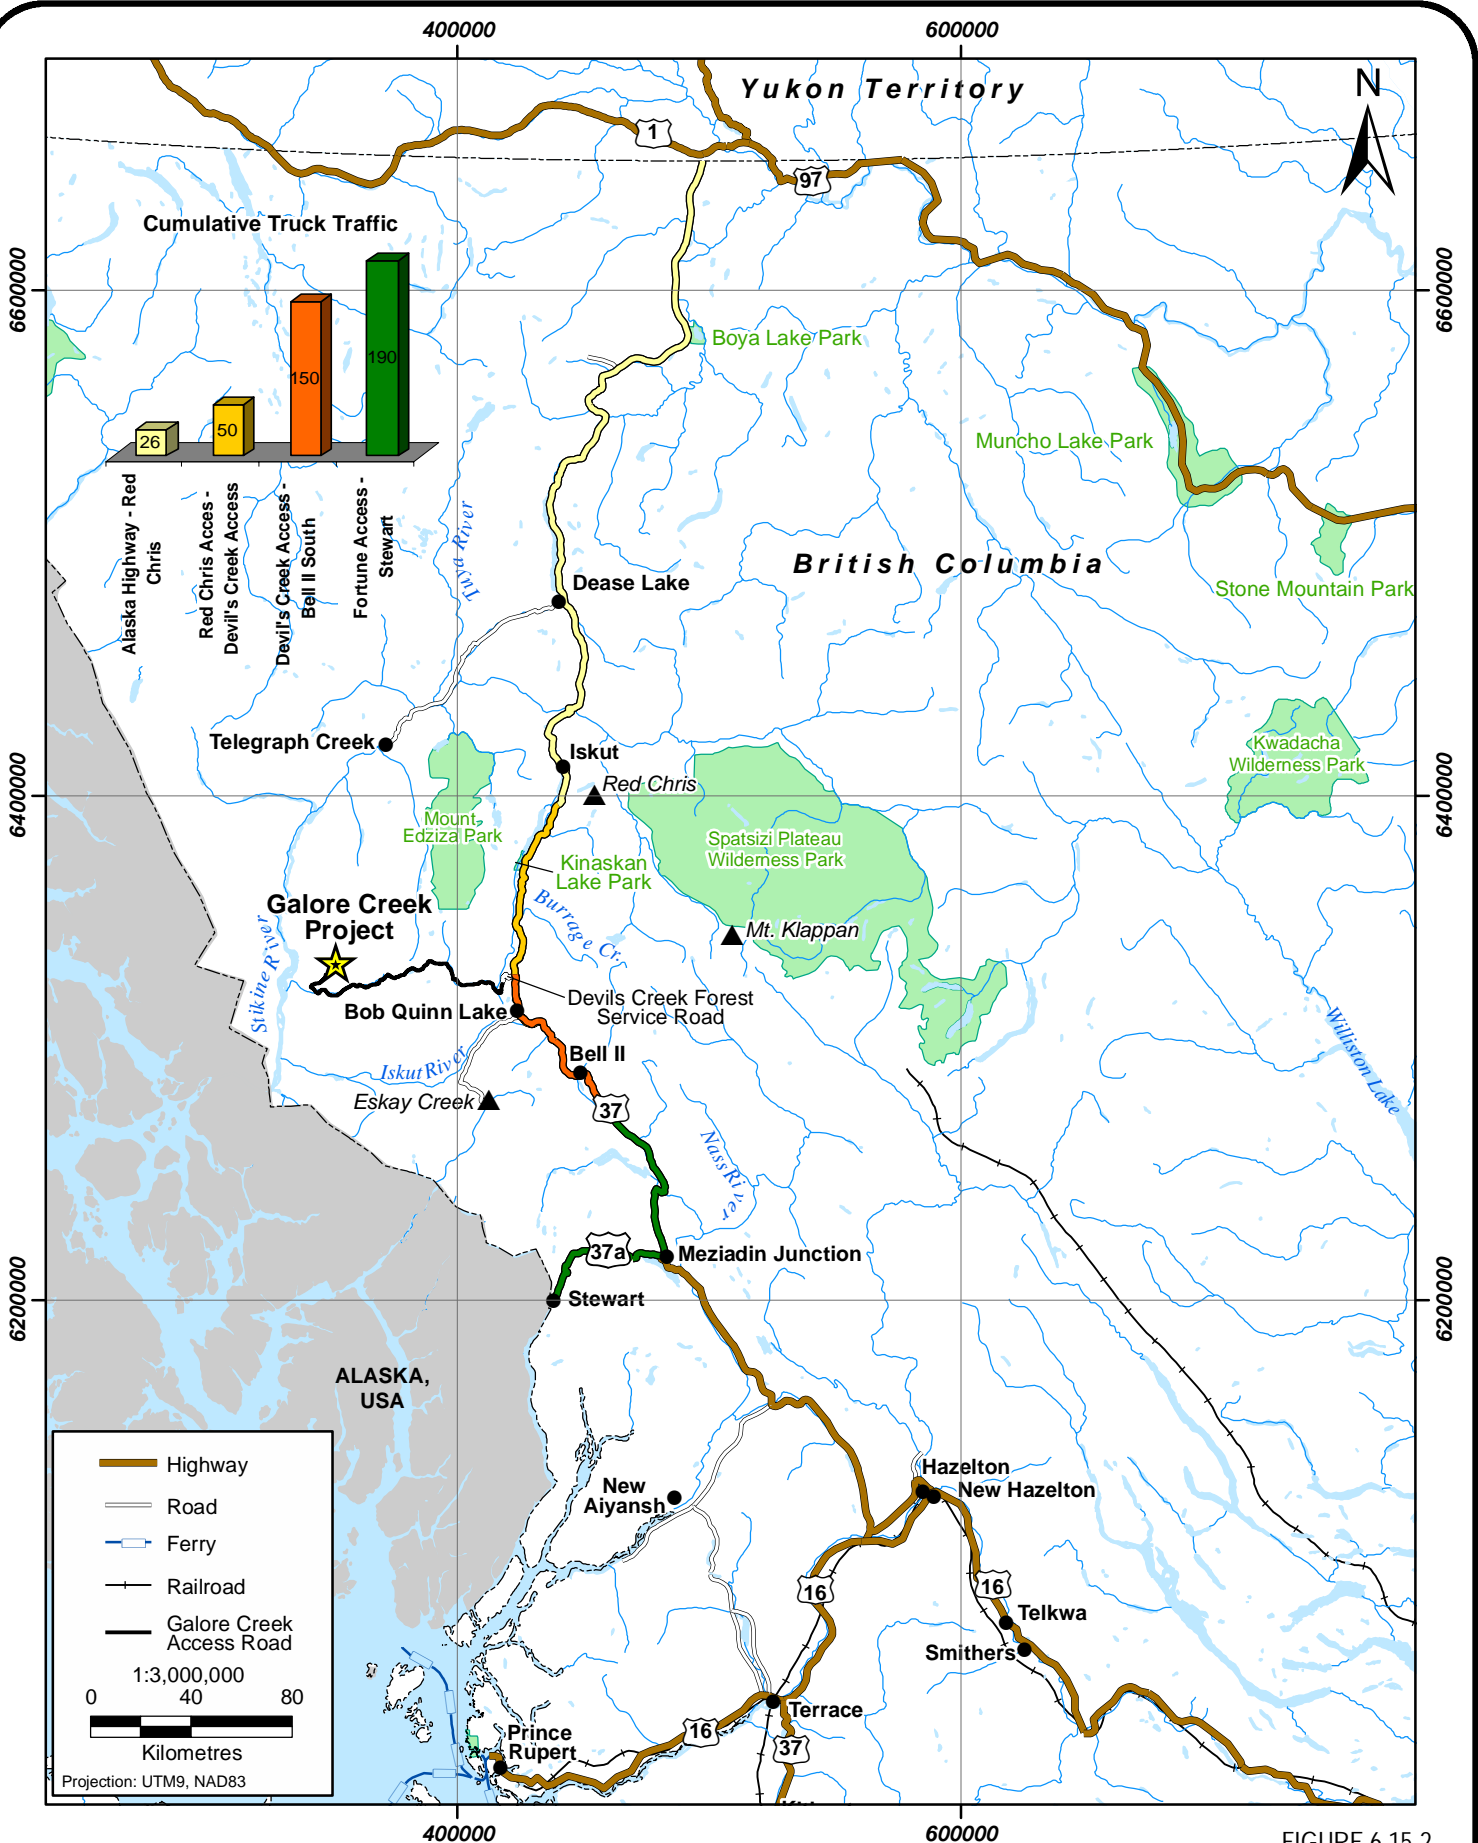 400000
600000
Yukon Territory
N
1
97
Cumulative Truck Traffic
6600000
6600000
190
150
50
26
Boya Lake Park
Muncho Lake Park
Alaska Highway - Red
Chris
Red Chris Acces -
Devil's Creek Access
Devil's Creek Access -
Bell II South
Fortune Access -
Stewart
Tuya River
British Columbia
Dease Lake
Stone Mountain Park
Telegraph Creek
Iskut
Red Chris
Kwadacha
Wilderness Park
6400000
6400000
Mount
Edziza Park
Spatsizi Plateau
Wilderness Park
Kinaskan
Lake Park
Galore Creek
Project
Burrage Cr.
Mt. Klappan
Stikine River
Devils Creek Forest
Service Road
Bob Quinn Lake
Bell II
Iskut River
Eskay Creek
37
Williston Lake
Nass River
37a
Meziadin Junction
Stewart
6200000
6200000
ALASKA,
USA
Highway
Road
Ferry
Railroad
Galore Creek
Access Road
1:3,000,000
0 40 80
Kilometres
Projection: UTM9, NAD83
Hazelton
New Hazelton
New
Aiyansh
16
16
Telkwa
Smithers
Terrace
16
37
Prince
Rupert
400000
600000
FIGURE 6.15-2